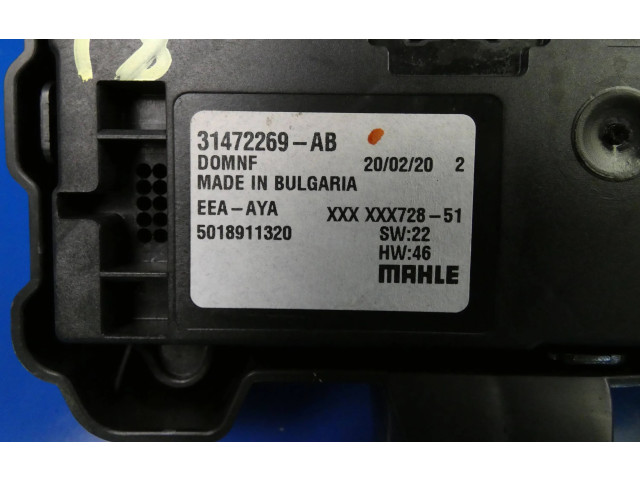 31472269-AB
DOMNF 20/02/20 2
MADE IN BULGARIA
EEA-AYA XXX XXX728-51
5018911320 SW:22
HW:46
MAHLE